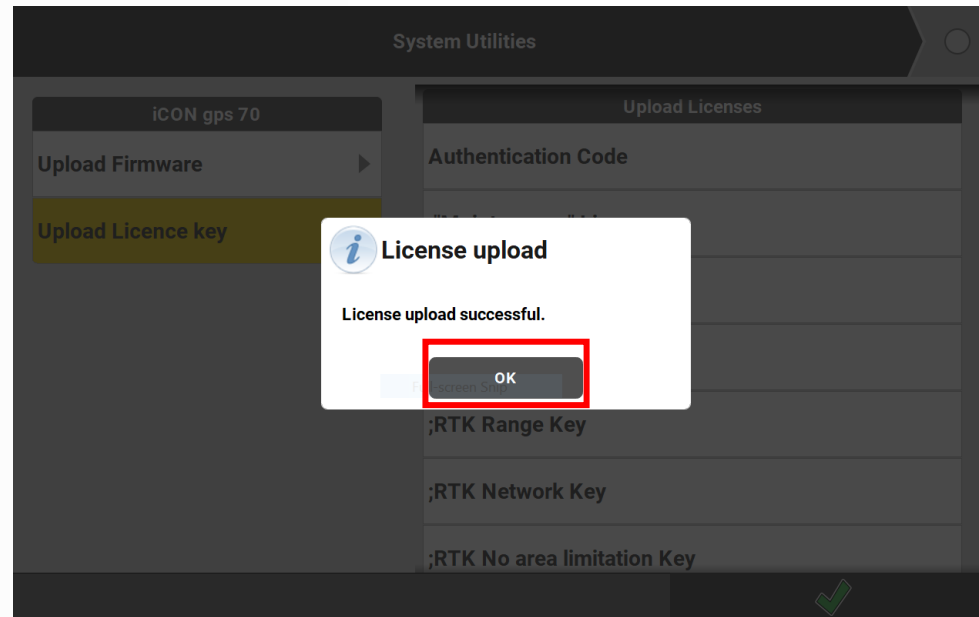 System Utilities
iCON gps 70
Upload Firmware
Upload Licence key
Upload Licenses
Authentication Code
License upload
License upload successful.
OK
;RTK Range Key
;RTK Network Key
;RTK No area limitation Key